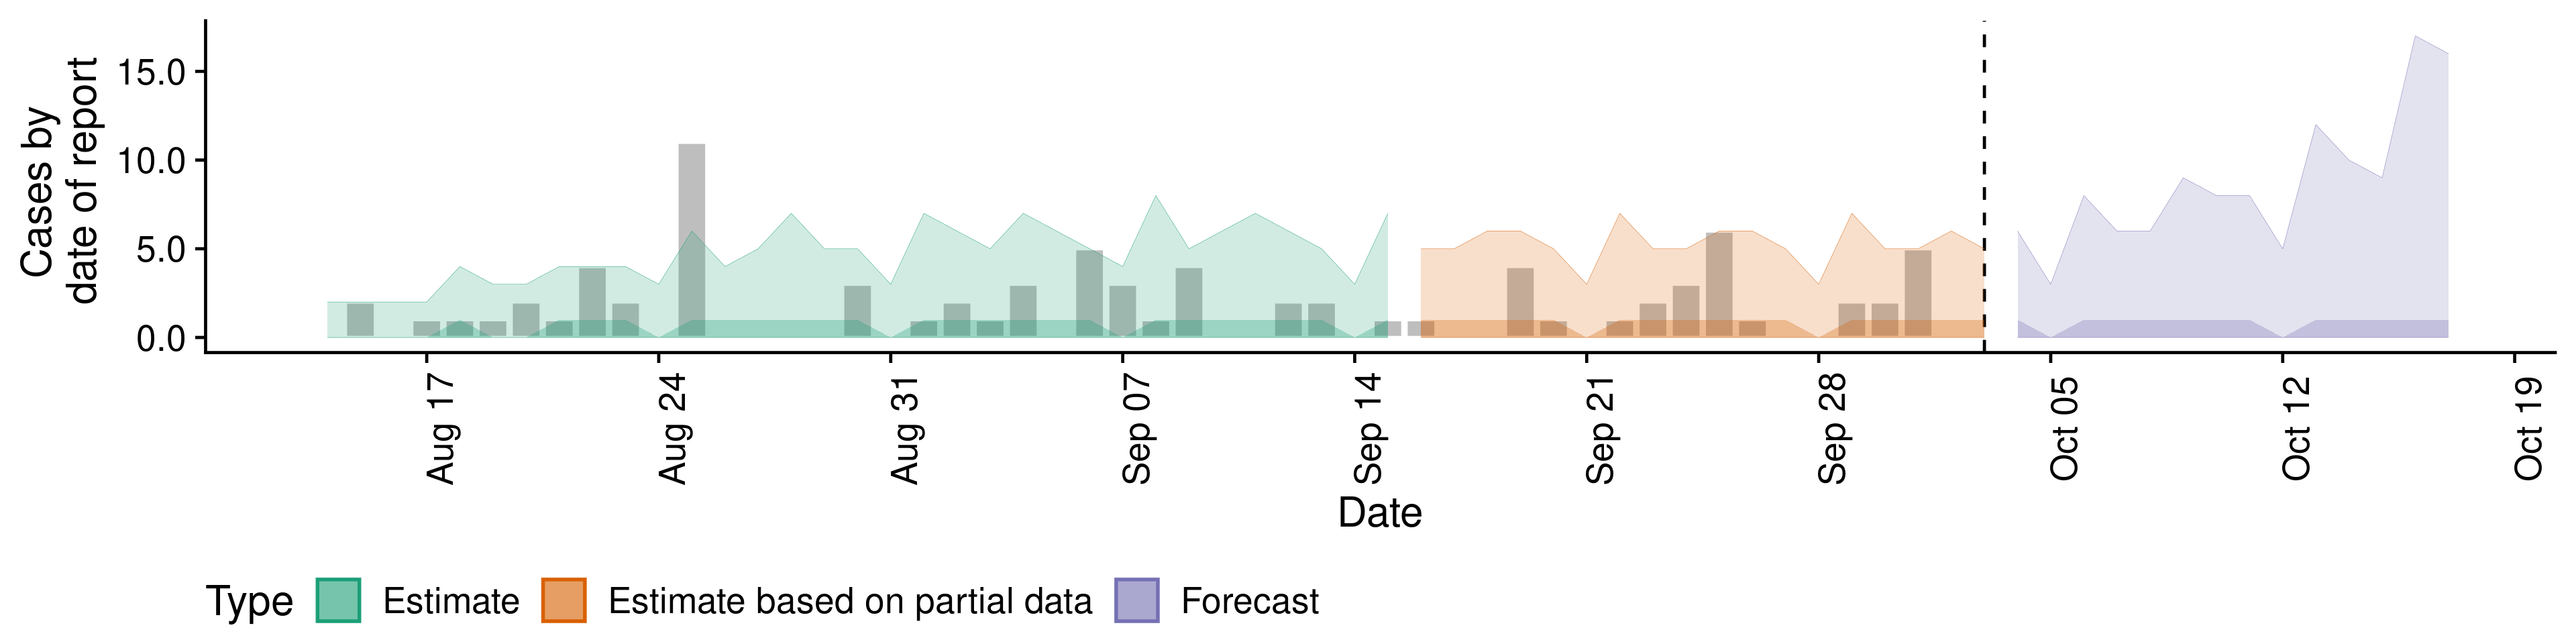 Cases by
date of report
15.0
10.0
5.0
0.0
Aug 17
Aug 24
Aug 31
Sep 07
Sep 14
Sep 21
Sep 28
Oct 05
Oct 12
Oct 19
Date
Type Estimate Estimate based on partial data Forecast